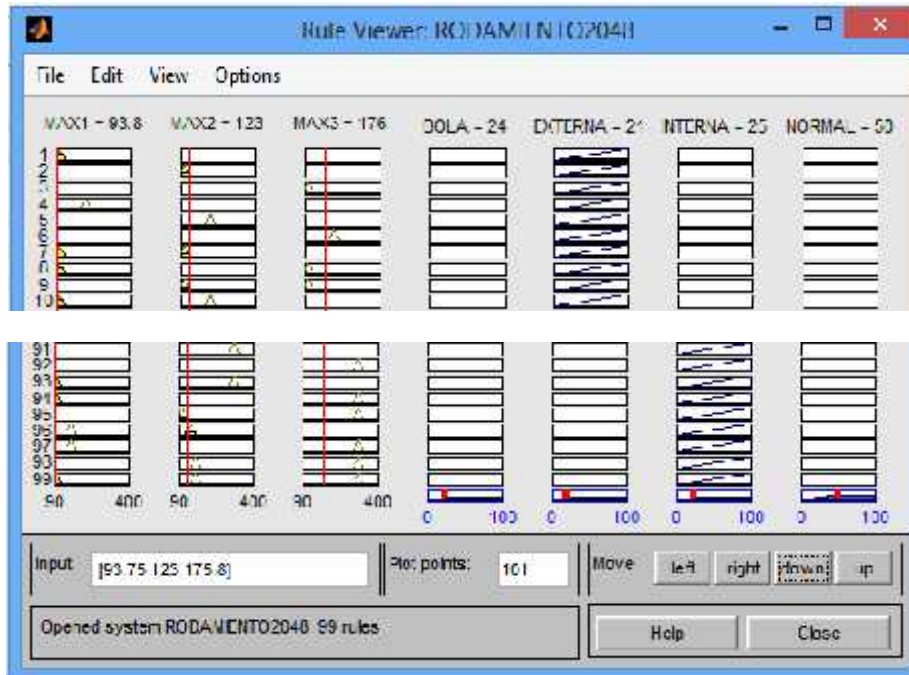 Rule Viewer: RODAMIENTO2048
File Edit View Options
MAX1 = 93.8 MAX2 = 123 MAX3 = 176 BOLA = 24 EXTERNA = 21 INTERNA = 25 NORMAL = 50
1
2
3
4
5
6
7
8
9
10
91
92
93
94
95
96
97
98
99
90 400 90 400 90 400
0 100 0 100 0 100 0 100
Input: [93.75 123 175.8] Plot points: 101 Move: left right down up
Opened system RODAMIENTO2048, 99 rules
Help Close